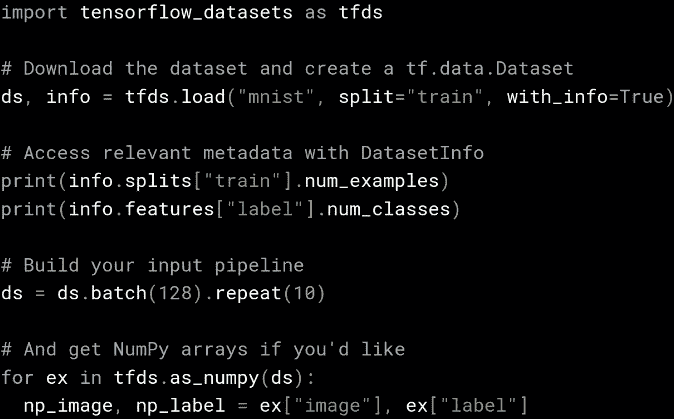 import tensorflow_datasets as tfds
# Download the dataset and create a tf.data.Dataset
ds, info = tfds.load("mnist", split="train", with_info=True)
# Access relevant metadata with DatasetInfo
print(info.splits["train"].num_examples)
print(info.features["label"].num_classes)
# Build your input pipeline
ds = ds.batch(128).repeat(10)
# And get NumPy arrays if you'd like
for ex in tfds.as_numpy(ds):
  np_image, np_label = ex["image"], ex["label"]